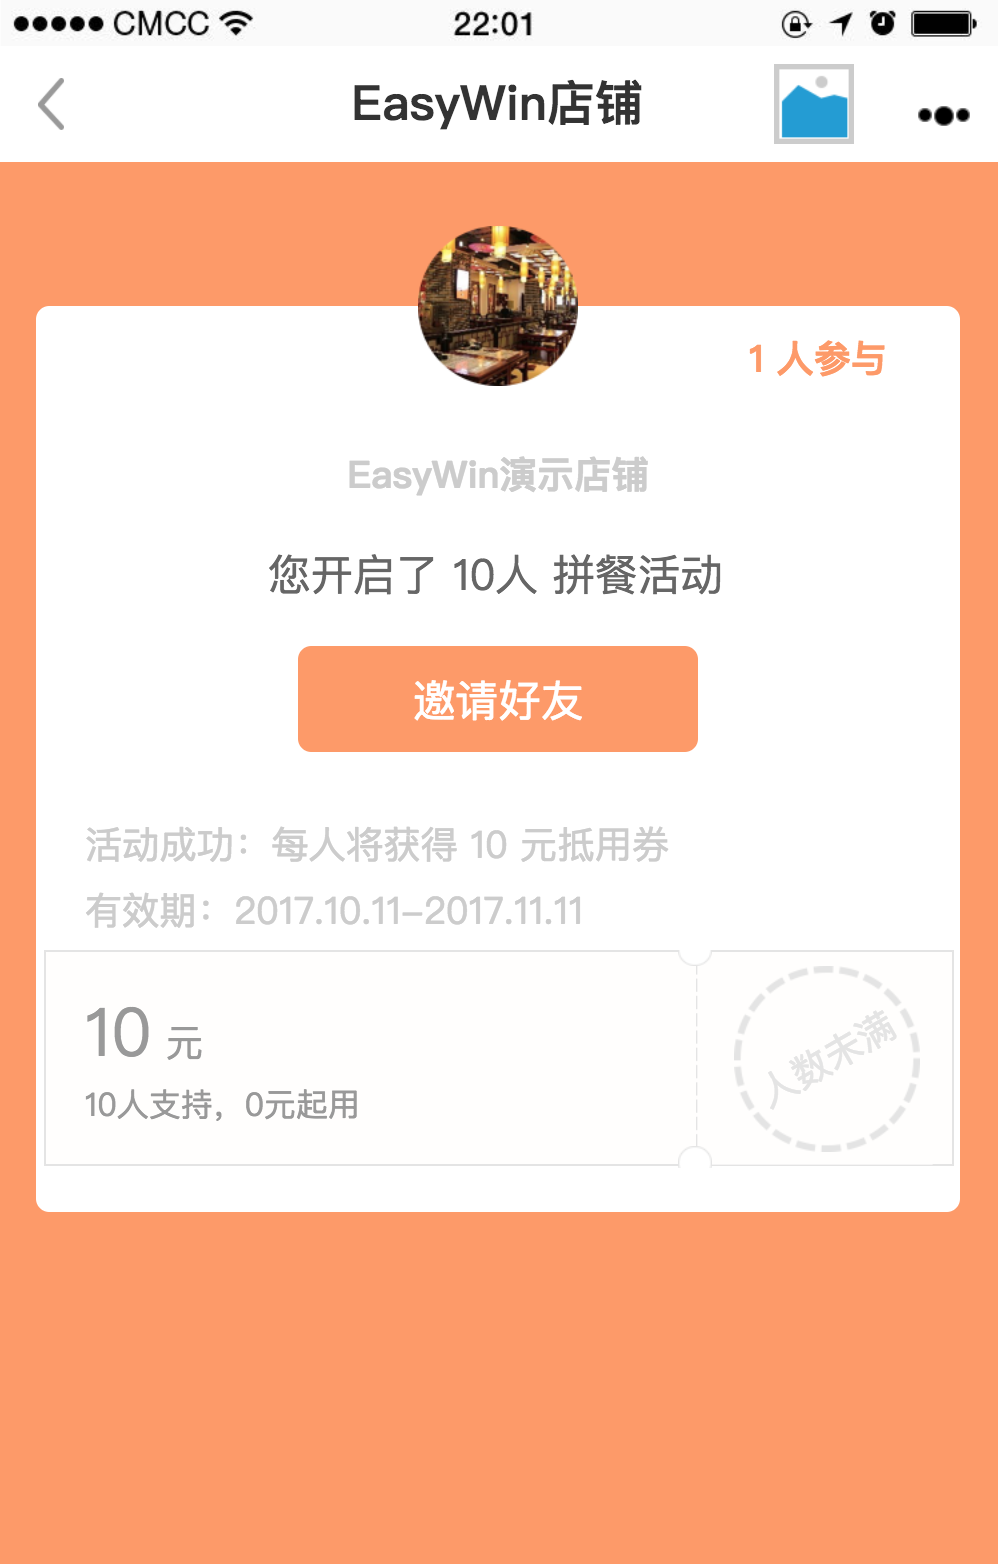 CMCC 22:01
EasyWin店铺
1 人参与
EasyWin演示店铺
您开启了 10人 拼餐活动
邀请好友
活动成功：每人将获得 10 元抵用券
有效期：2017.10.11-2017.11.11
10 元
10人支持，0元起用
人数未满